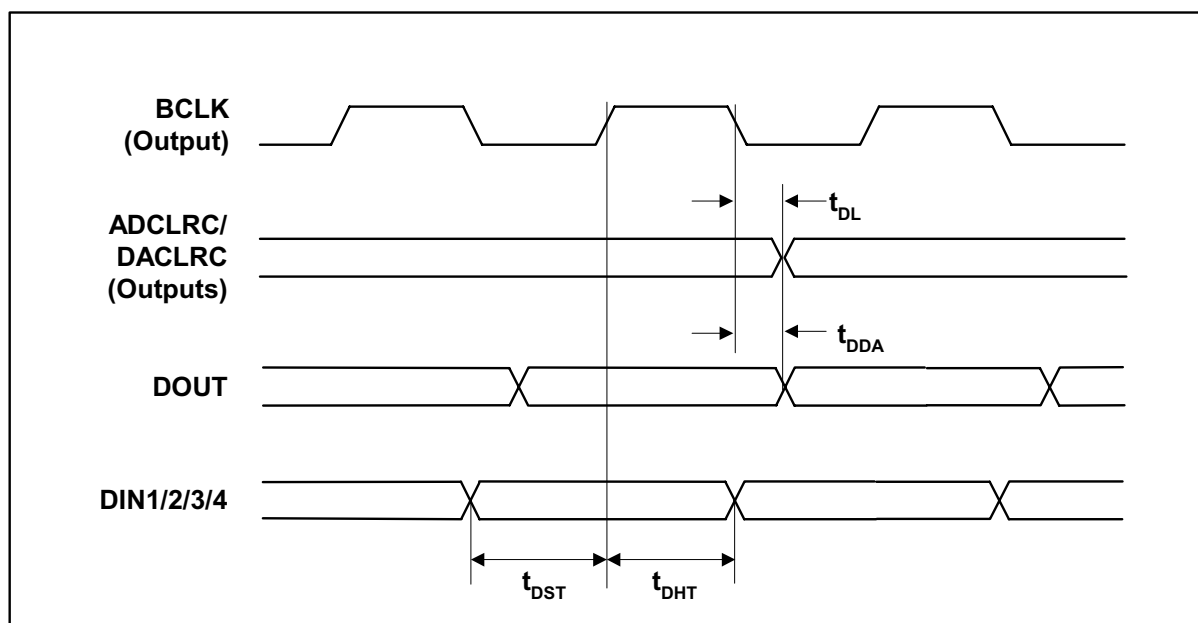 BCLK
(Output)
tDL
ADCLRC/
DACLRC
(Outputs)
tDDA
DOUT
DIN1/2/3/4
tDST
tDHT